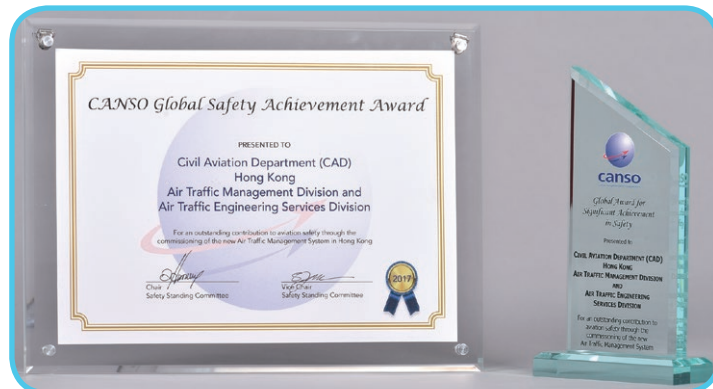 CANSO Global Safety Achievement Award
PRESENTED TO
Civil Aviation Department (CAD)
Hong Kong
Air Traffic Management Division and
Air Traffic Engineering Services Division
For an outstanding contribution to aviation safety through the
commissioning of the new Air Traffic Management System in Hong Kong
Chair
Safety Standing Committee
Vice Chair
Safety Standing Committee
2017
canso
Global Award for
Significant Achievement
in Safety
Presented to
CIVIL AVIATION DEPARTMENT (CAD)
HONG KONG
AIR TRAFFIC MANAGEMENT DIVISION
AND
AIR TRAFFIC ENGINEERING
SERVICES DIVISION
For an outstanding contribution to
aviation safety through the
commissioning of the new
Air Traffic Management System